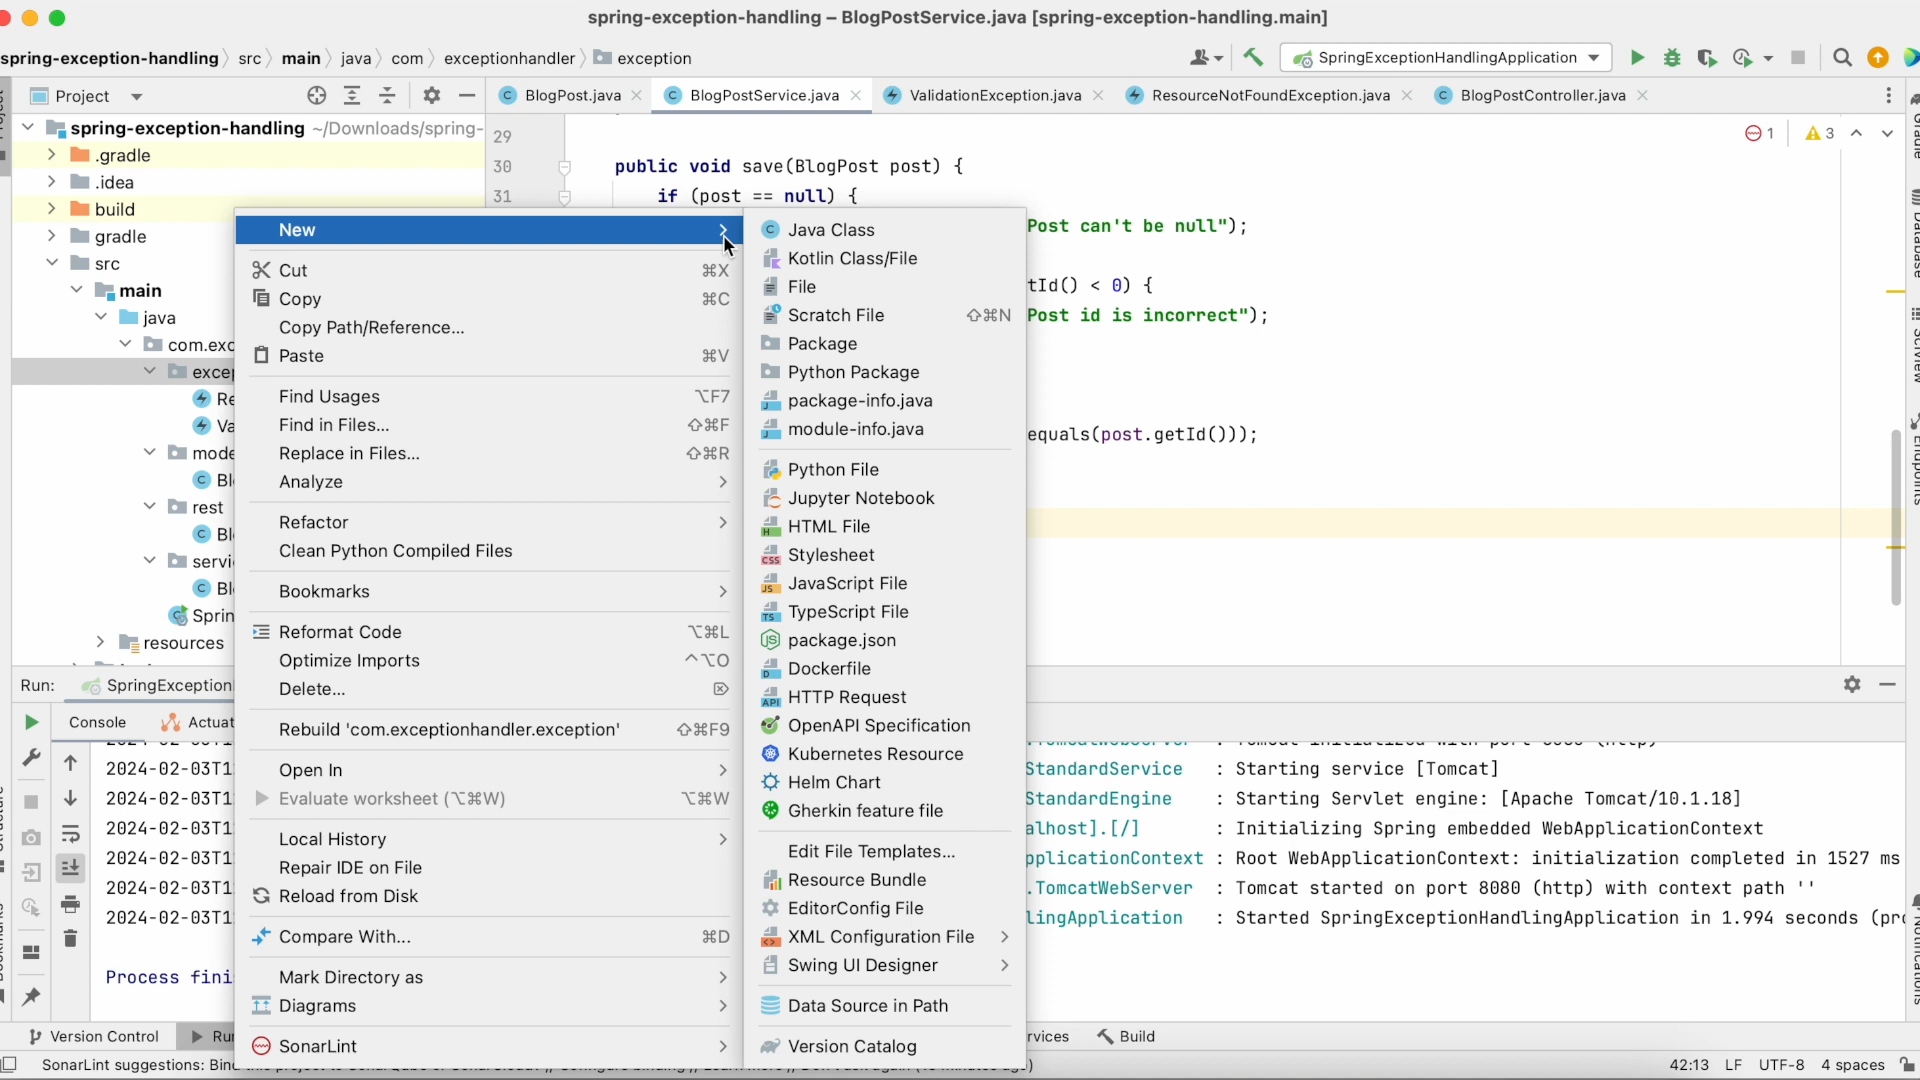 spring-exception-handling – BlogPostService.java [spring-exception-handling.main]
spring-exception-handling src main java com exceptionhandler exception
SpringExceptionHandlingApplication
Project
BlogPost.java
BlogPostService.java
ValidationException.java
ResourceNotFoundException.java
BlogPostController.java
spring-exception-handling ~/Downloads/spring-
.gradle
.idea
build
gradle
src
main
java
com.exc
excep
Re
Va
mode
Bl
rest
Bl
servi
Bl
Sprin
resources
29
30 public void save(BlogPost post) {
31 if (post == null) {
Post can't be null");
tId() < 0) {
Post id is incorrect");
equals(post.getId()));
1 3
New
Cut ⌘X
Copy ⌘C
Copy Path/Reference...
Paste ⌘V
Find Usages ⌥F7
Find in Files... ⇧⌘F
Replace in Files... ⇧⌘R
Analyze
Refactor
Clean Python Compiled Files
Bookmarks
Reformat Code ⌥⌘L
Optimize Imports ^⌥O
Delete... ⌦
Rebuild 'com.exceptionhandler.exception' ⇧⌘F9
Open In
Evaluate worksheet (⌥⌘W) ⌥⌘W
Local History
Repair IDE on File
Reload from Disk
Compare With... ⌘D
Mark Directory as
Diagrams
SonarLint
Java Class
Kotlin Class/File
File
Scratch File ⇧⌘N
Package
Python Package
package-info.java
module-info.java
Python File
Jupyter Notebook
HTML File
Stylesheet
JavaScript File
TypeScript File
package.json
Dockerfile
HTTP Request
OpenAPI Specification
Kubernetes Resource
Helm Chart
Gherkin feature file
Edit File Templates...
Resource Bundle
EditorConfig File
XML Configuration File
Swing UI Designer
Data Source in Path
Version Catalog
Run: SpringException
Console Actuat
2024-02-03T1
2024-02-03T1
2024-02-03T1
2024-02-03T1
2024-02-03T1
2024-02-03T1
StandardService : Starting service [Tomcat]
StandardEngine : Starting Servlet engine: [Apache Tomcat/10.1.18]
alhost].[/] : Initializing Spring embedded WebApplicationContext
pplicationContext : Root WebApplicationContext: initialization completed in 1527 ms
.TomcatWebServer : Tomcat started on port 8080 (http) with context path ''
lingApplication : Started SpringExceptionHandlingApplication in 1.994 seconds (pro
Process fini
Version Control Run rvices Build
SonarLint suggestions: Bind
42:13 LF UTF-8 4 spaces
Gradle
Database
SciView
Endpoints
Notifications